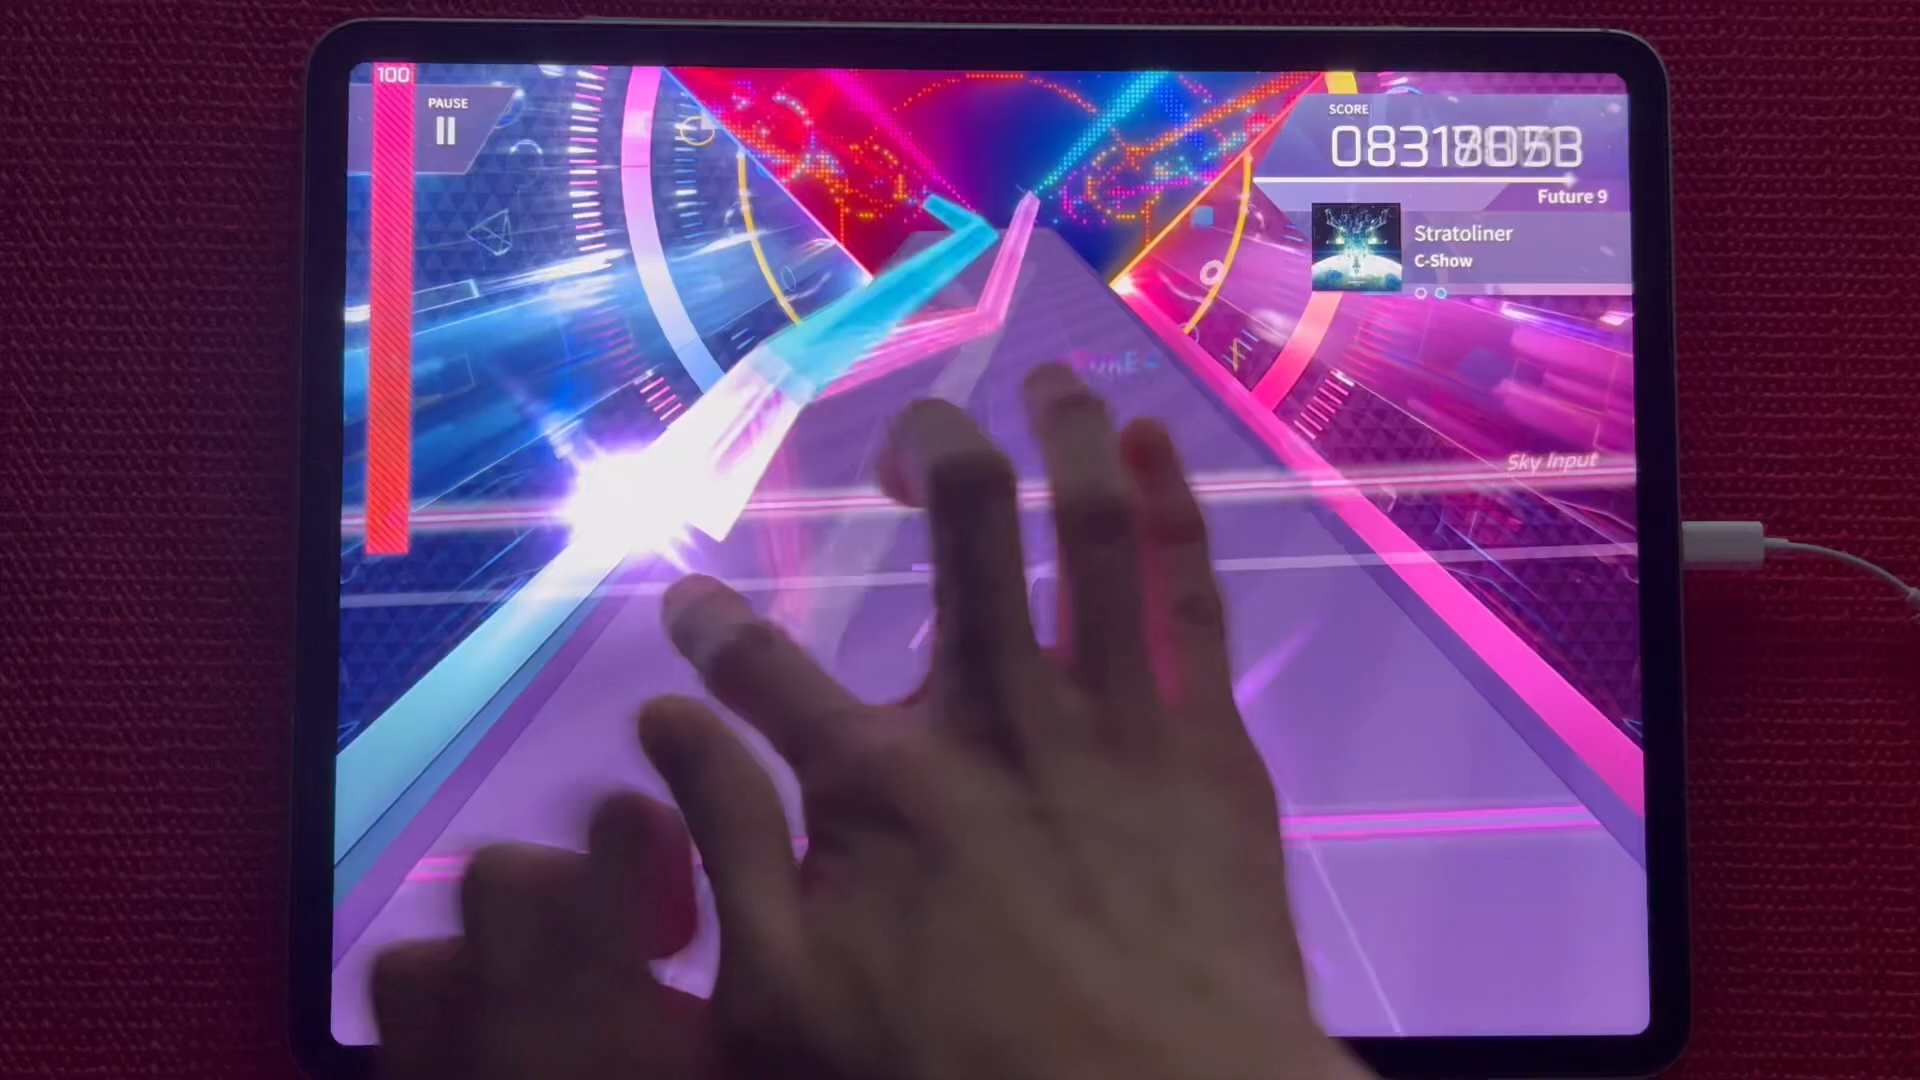 100
PAUSE
SCORE
Future 9
Stratoliner
C-Show
Sky Input